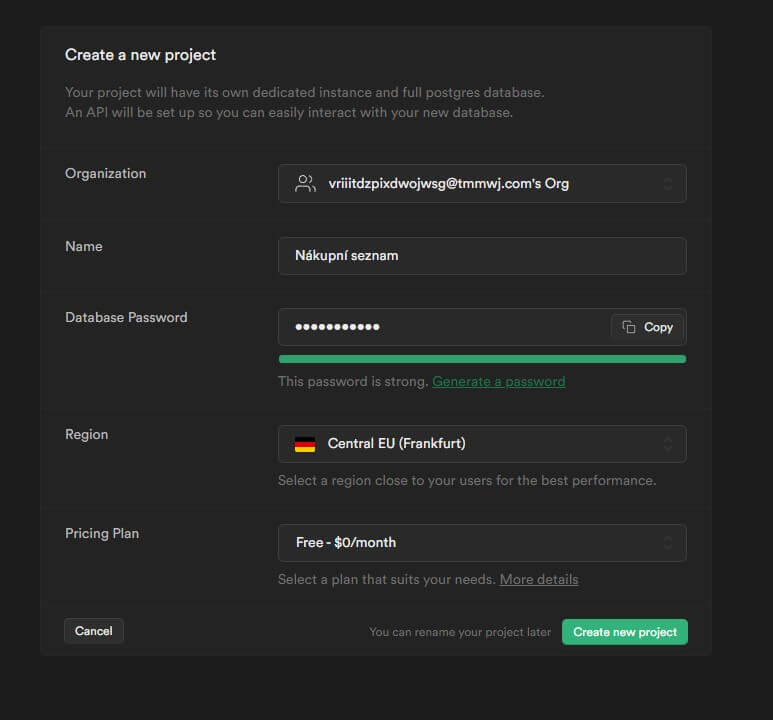 Create a new project
Your project will have its own dedicated instance and full postgres database.
An API will be set up so you can easily interact with your new database.
Organization
vriiitdzpixdwojwsg@tmmwj.com's Org
Name
Nákupní seznam
Database Password
•••••••••••
Copy
This password is strong. Generate a password
Region
Central EU (Frankfurt)
Select a region close to your users for the best performance.
Pricing Plan
Free - $0/month
Select a plan that suits your needs. More details
Cancel
You can rename your project later
Create new project